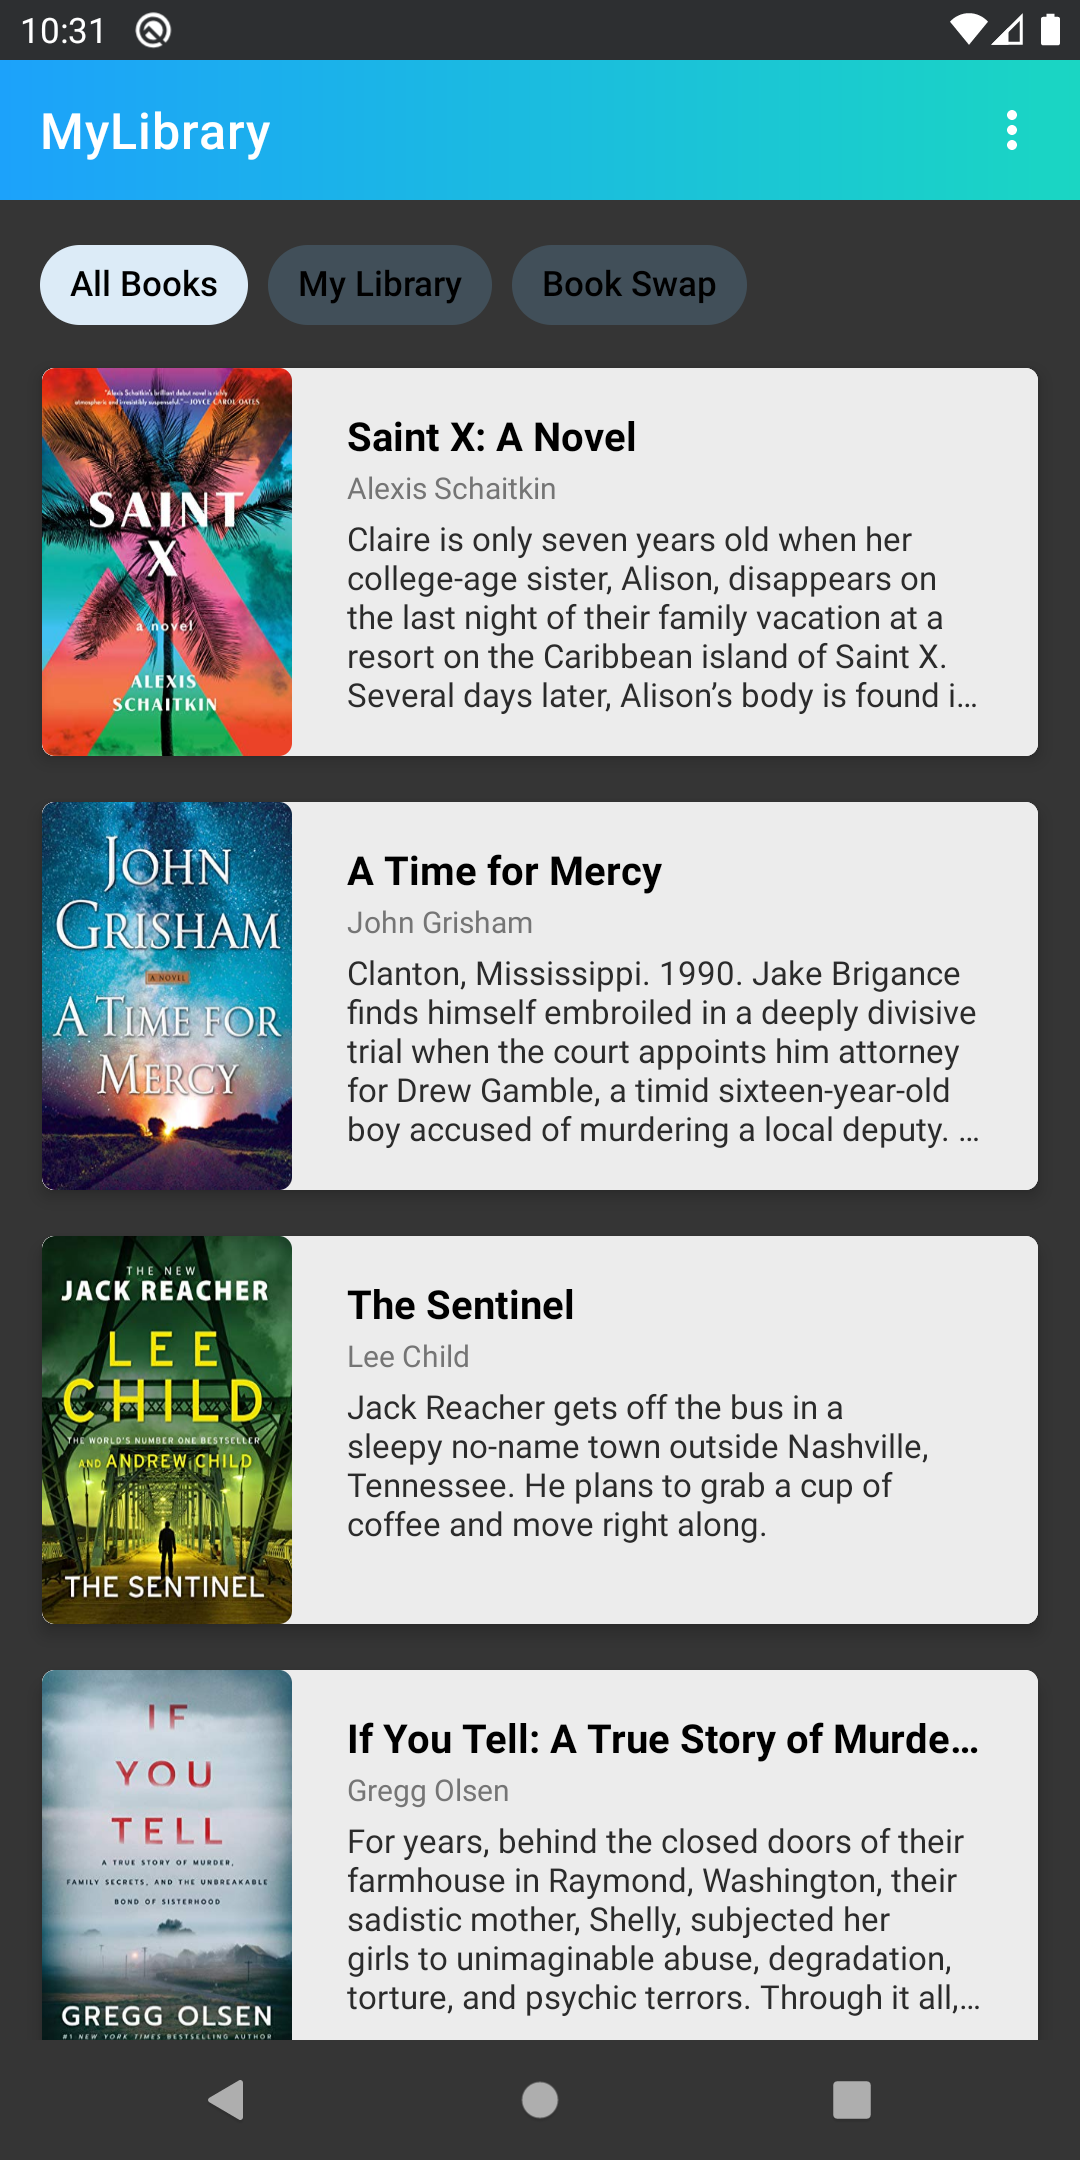 10:31
MyLibrary
All Books
My Library
Book Swap
"Alexis Schaitkin's brilliant debut novel is richly
atmospheric and irresistibly suspenseful."—JOYCE CAROL OATES
SAINT
X
a novel
ALEXIS
SCHAITKIN
Saint X: A Novel
Alexis Schaitkin
Claire is only seven years old when her
college-age sister, Alison, disappears on
the last night of their family vacation at a
resort on the Caribbean island of Saint X.
Several days later, Alison’s body is found i…
JOHN
GRISHAM
A NOVEL
A TIME FOR
MERCY
A Time for Mercy
John Grisham
Clanton, Mississippi. 1990. Jake Brigance
finds himself embroiled in a deeply divisive
trial when the court appoints him attorney
for Drew Gamble, a timid sixteen-year-old
boy accused of murdering a local deputy. …
THE NEW
JACK REACHER
LEE
CHILD
THE WORLD'S NUMBER ONE BESTSELLER
AND ANDREW CHILD
THE SENTINEL
The Sentinel
Lee Child
Jack Reacher gets off the bus in a
sleepy no-name town outside Nashville,
Tennessee. He plans to grab a cup of
coffee and move right along.
IF
YOU
TELL
A TRUE STORY OF MURDER,
FAMILY SECRETS, AND THE UNBREAKABLE
BOND OF SISTERHOOD
GREGG OLSEN
#1 NEW YORK TIMES BESTSELLING AUTHOR
If You Tell: A True Story of Murde…
Gregg Olsen
For years, behind the closed doors of their
farmhouse in Raymond, Washington, their
sadistic mother, Shelly, subjected her
girls to unimaginable abuse, degradation,
torture, and psychic terrors. Through it all,…